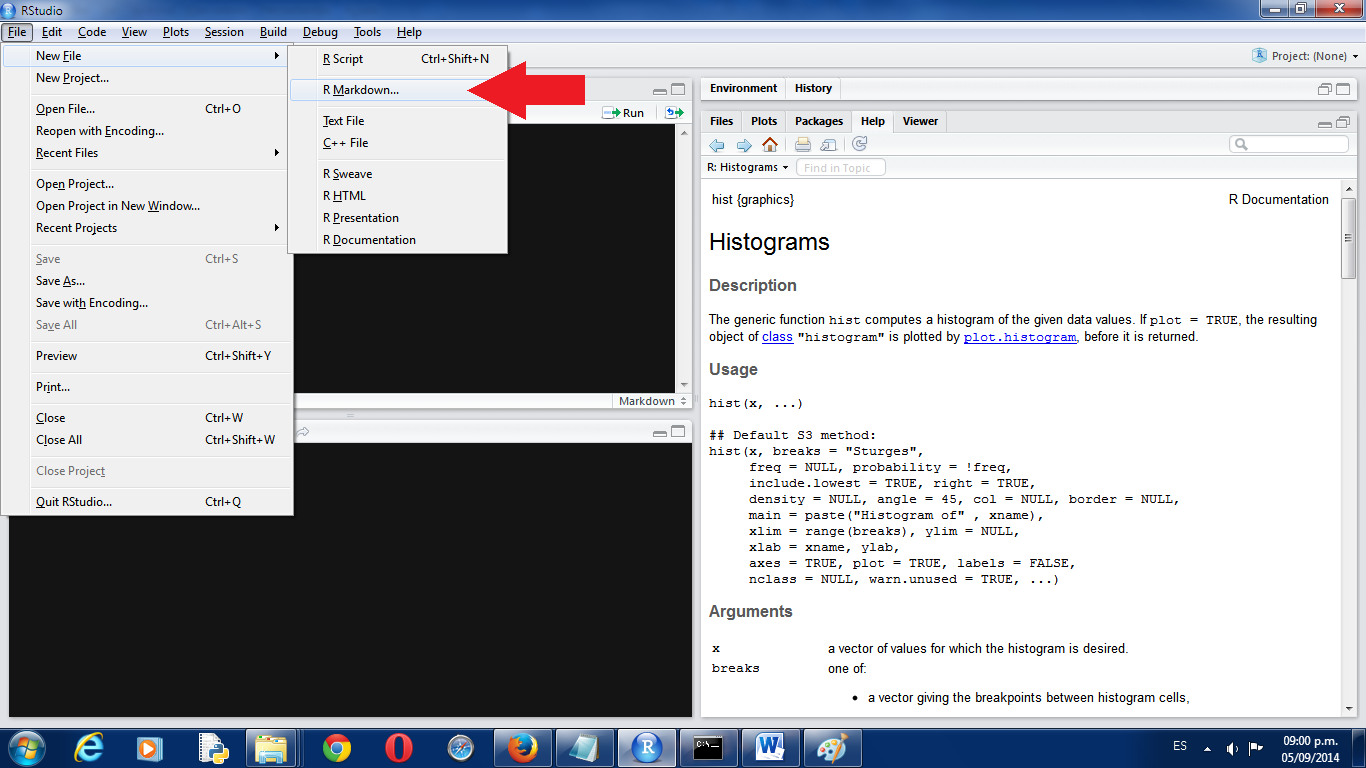 RStudio
File Edit Code View Plots Session Build Debug Tools Help
Project: (None)
New File
New Project...
Open File... Ctrl+O
Reopen with Encoding...
Recent Files
Open Project...
Open Project in New Window...
Recent Projects
Save Ctrl+S
Save As...
Save with Encoding...
Save All Ctrl+Alt+S
Preview Ctrl+Shift+Y
Print...
Close Ctrl+W
Close All Ctrl+Shift+W
Close Project
Quit RStudio... Ctrl+Q
R Script Ctrl+Shift+N
R Markdown...
Text File
C++ File
R Sweave
R HTML
R Presentation
R Documentation
Run
Markdown
Environment History
Files Plots Packages Help Viewer
R: Histograms Find in Topic
hist {graphics} R Documentation
Histograms
Description
The generic function hist computes a histogram of the given data values. If plot = TRUE, the resulting
object of class "histogram" is plotted by plot.histogram, before it is returned.
Usage
hist(x, ...)
## Default S3 method:
hist(x, breaks = "Sturges",
freq = NULL, probability = !freq,
include.lowest = TRUE, right = TRUE,
density = NULL, angle = 45, col = NULL, border = NULL,
main = paste("Histogram of" , xname),
xlim = range(breaks), ylim = NULL,
xlab = xname, ylab,
axes = TRUE, plot = TRUE, labels = FALSE,
nclass = NULL, warn.unused = TRUE, ...)
Arguments
x a vector of values for which the histogram is desired.
breaks one of:
• a vector giving the breakpoints between histogram cells,
ES
09:00 p.m.
05/09/2014